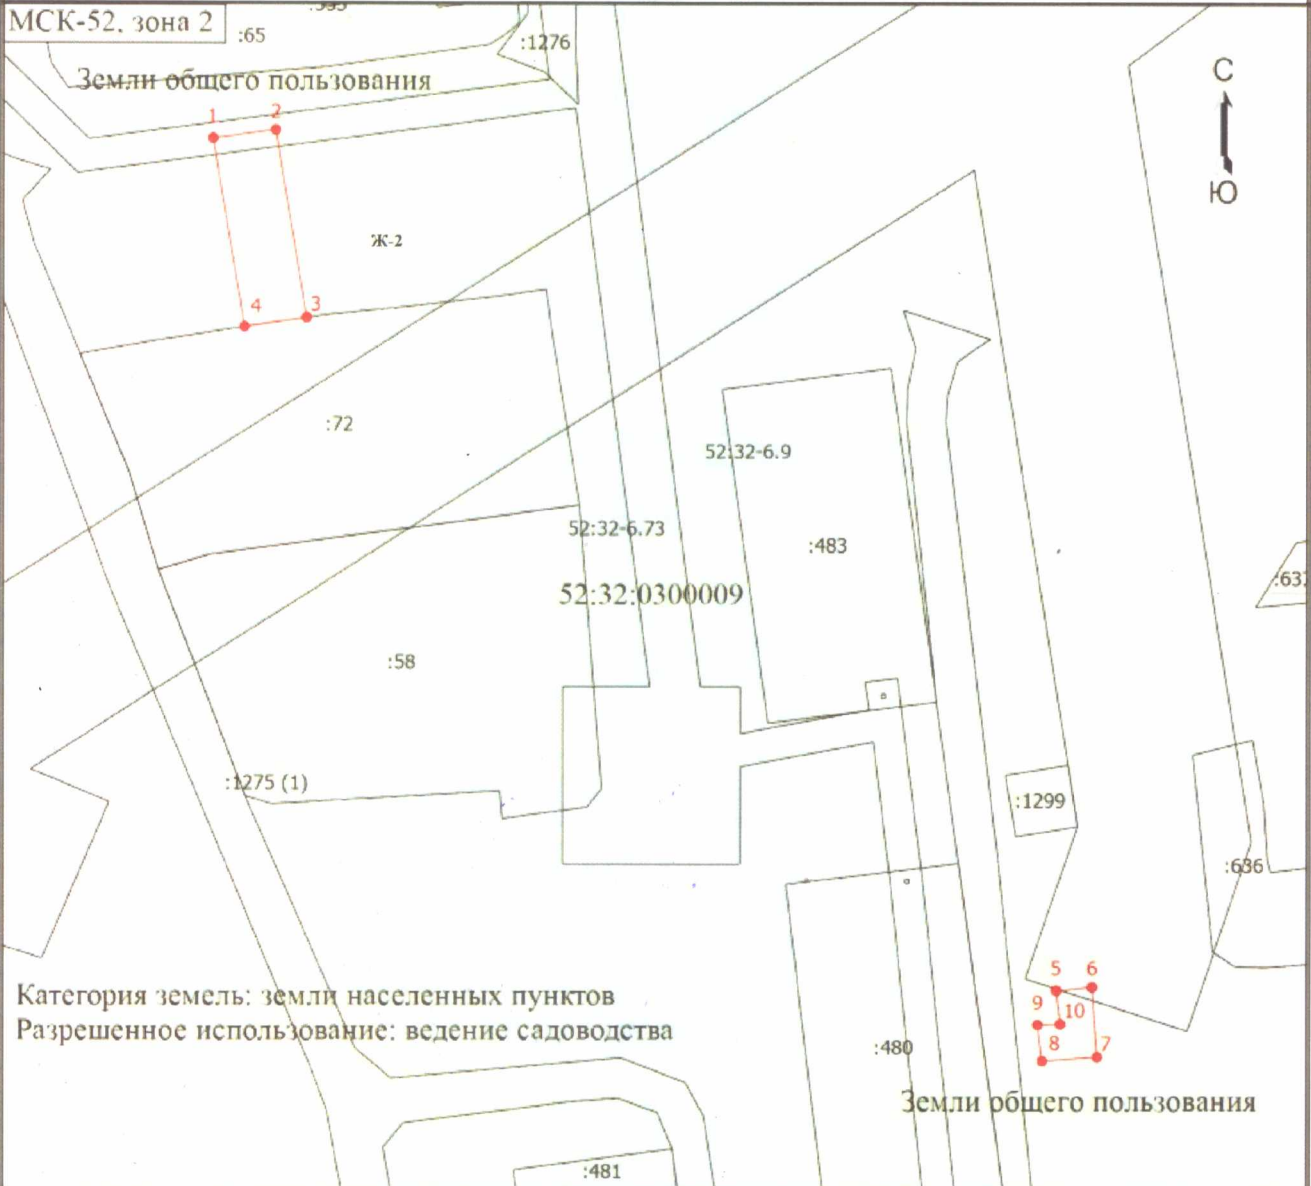 МСК-52, зона 2
:65
:1276
Земли общего пользования
С
Ю
1
2
Ж-2
4
3
:72
52:32-6.9
52:32-6.73
:483
52:32:0300009
:58
:1275 (1)
:1299
:636
5
6
Категория земель: земли населенных пунктов
9
10
Разрешенное использование: ведение садоводства
8
7
:480
Земли общего пользования
:481